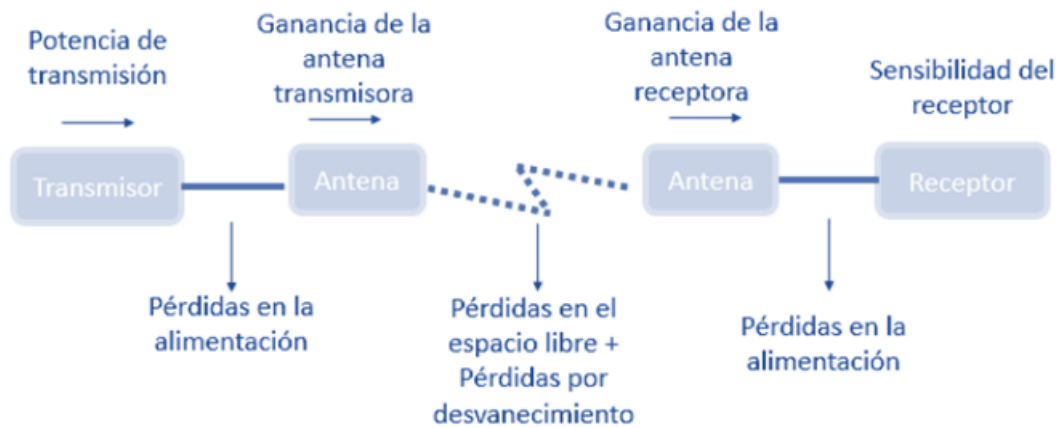 Potencia de
transmisión
Ganancia de la
antena
transmisora
Ganancia de la
antena
receptora
Sensibilidad del
receptor
Transmisor
Antena
Antena
Receptor
Pérdidas en la
alimentación
Pérdidas en el
espacio libre +
Pérdidas por
desvanecimiento
Pérdidas en la
alimentación